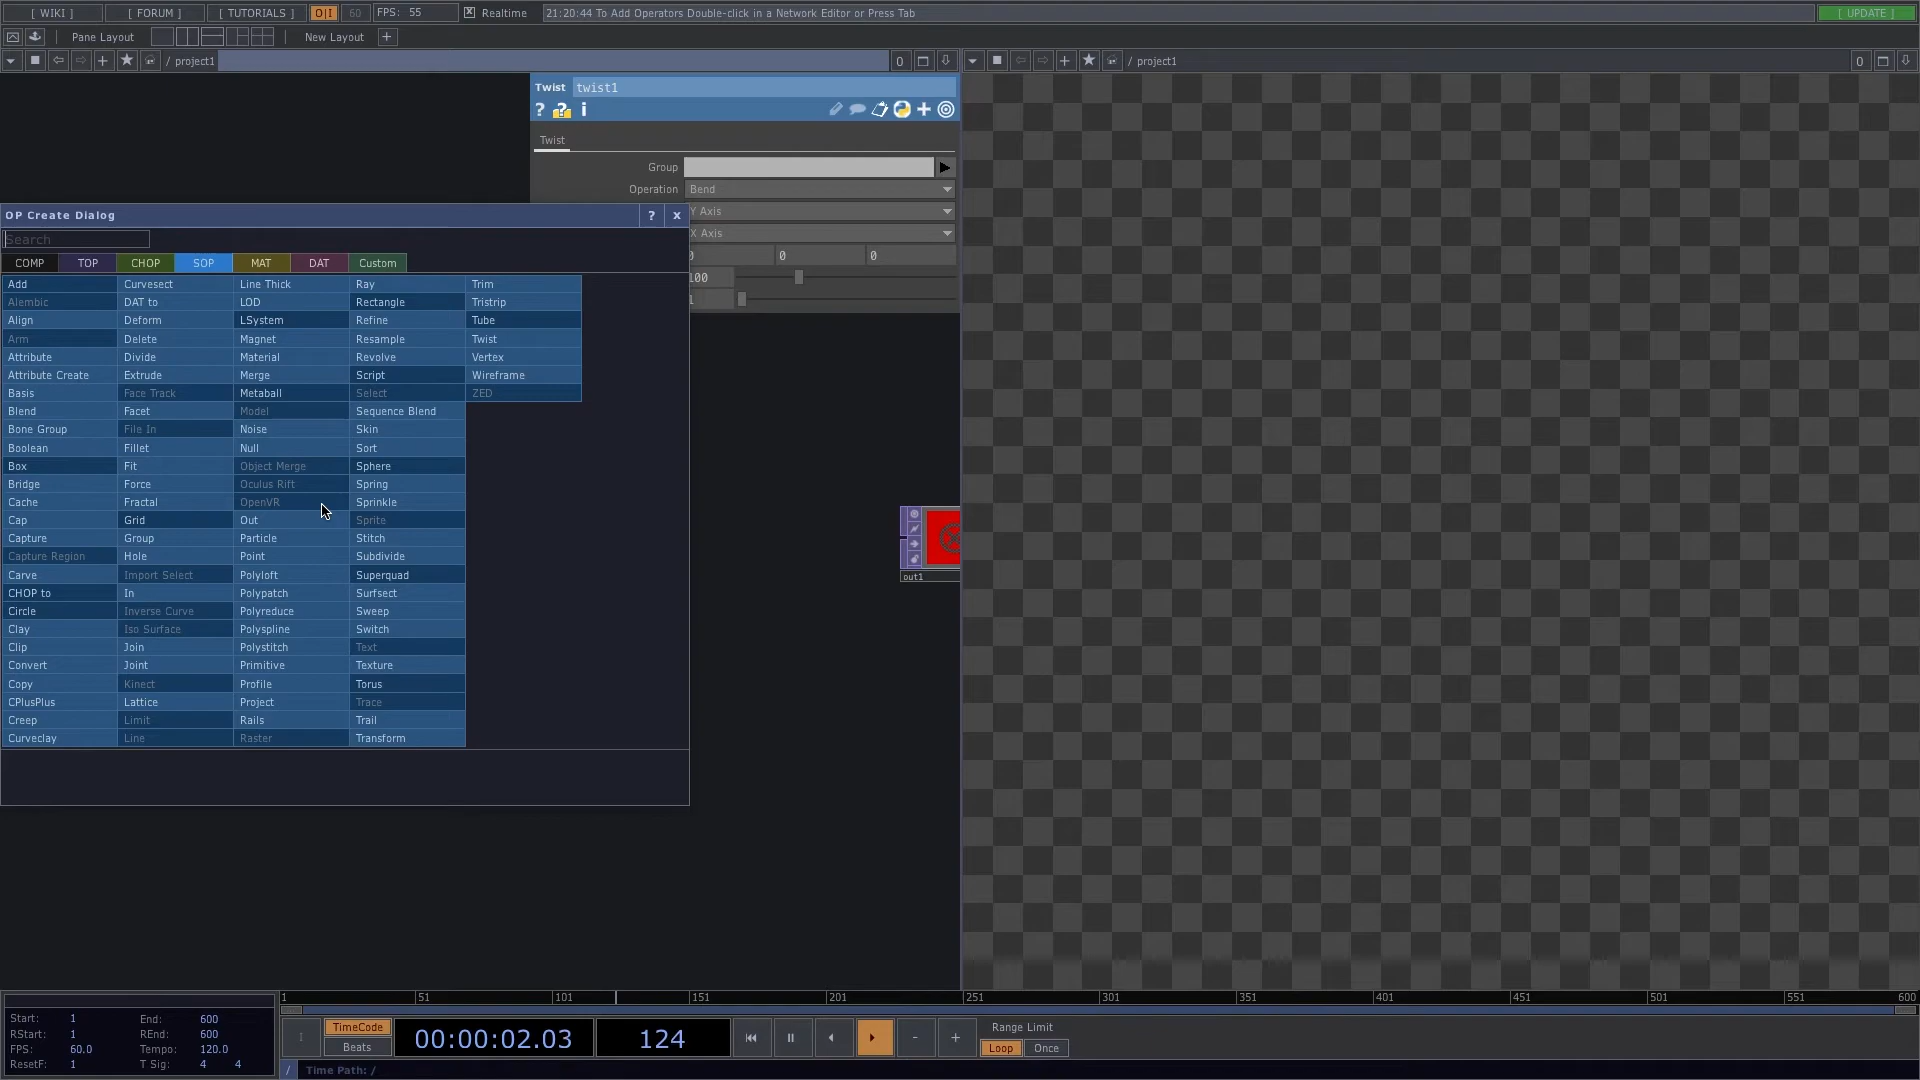 [ WIKI ] [ FORUM ] [ TUTORIALS ] O|I 60 FPS: 55 Realtime 21:20:44 To Add Operators Double-click in a Network Editor or Press Tab [ UPDATE ]
Pane Layout New Layout +
/ project1 0 / project1 0
Twist twist1
? ? i
Twist
Group
Operation Bend
Y Axis
X Axis
0 0
100
1
OP Create Dialog ? x
Search
COMP TOP CHOP SOP MAT DAT Custom
Add Curvesect Line Thick Ray Trim
Alembic DAT to LOD Rectangle Tristrip
Align Deform LSystem Refine Tube
Arm Delete Magnet Resample Twist
Attribute Divide Material Revolve Vertex
Attribute Create Extrude Merge Script Wireframe
Basis Face Track Metaball Select ZED
Blend Facet Model Sequence Blend
Bone Group File In Noise Skin
Boolean Fillet Null Sort
Box Fit Object Merge Sphere
Bridge Force Oculus Rift Spring
Cache Fractal OpenVR Sprinkle
Cap Grid Out Sprite
Capture Group Particle Stitch
Capture Region Hole Point Subdivide
Carve Import Select Polyloft Superquad
CHOP to In Polypatch Surfsect
Circle Inverse Curve Polyreduce Sweep
Clay Iso Surface Polyspline Switch
Clip Join Polystitch Text
Convert Joint Primitive Texture
Copy Kinect Profile Torus
CPlusPlus Lattice Project Trace
Creep Limit Rails Trail
Curveclay Line Raster Transform
out1
1 51 101 151 201 251 301 351 401 451 501 551 600
Start: 1 End: 600
RStart: 1 REnd: 600
FPS: 60.0 Tempo: 120.0
ResetF: 1 T Sig: 4 4
TimeCode
Beats
00:00:02.03 124
- +
Range Limit
Loop Once
/ Time Path: /